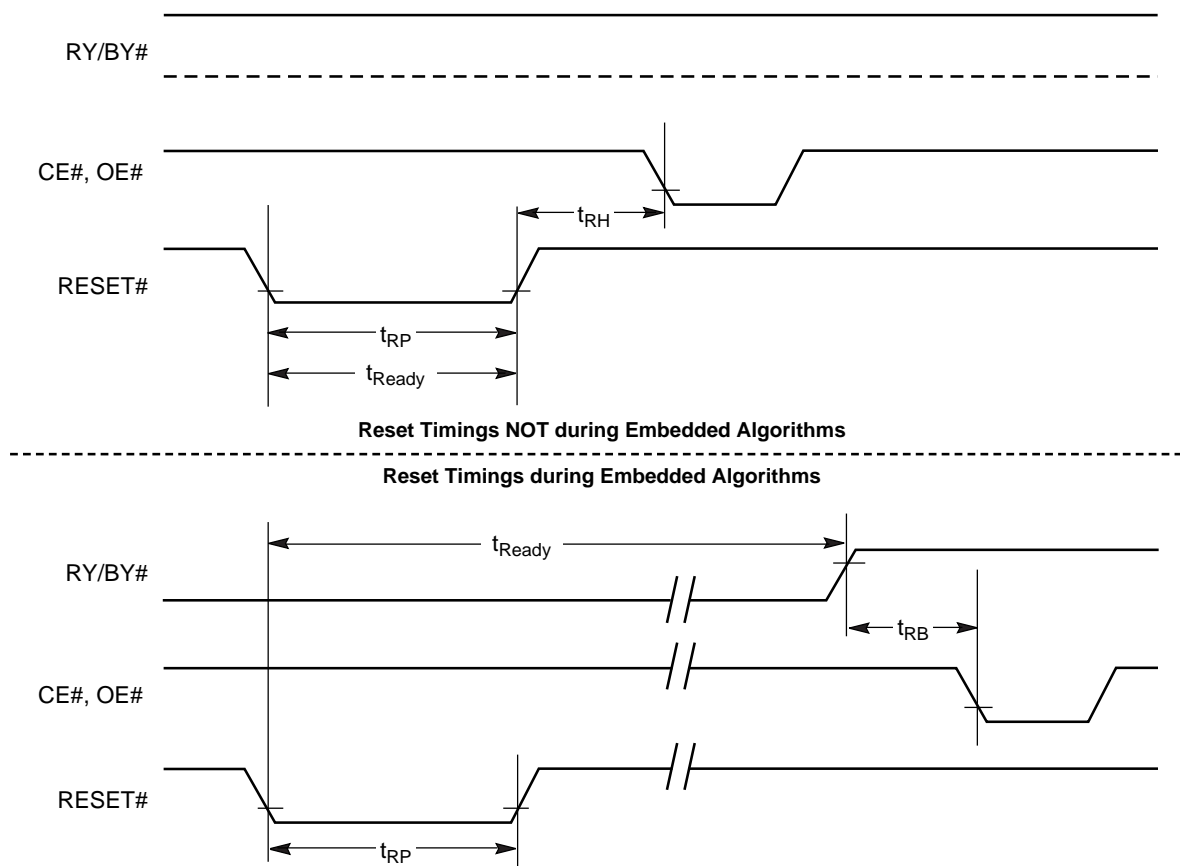 RY/BY#
CE#, OE#
tRH
RESET#
tRP
tReady
Reset Timings NOT during Embedded Algorithms
Reset Timings during Embedded Algorithms
tReady
RY/BY#
tRB
CE#, OE#
RESET#
tRP